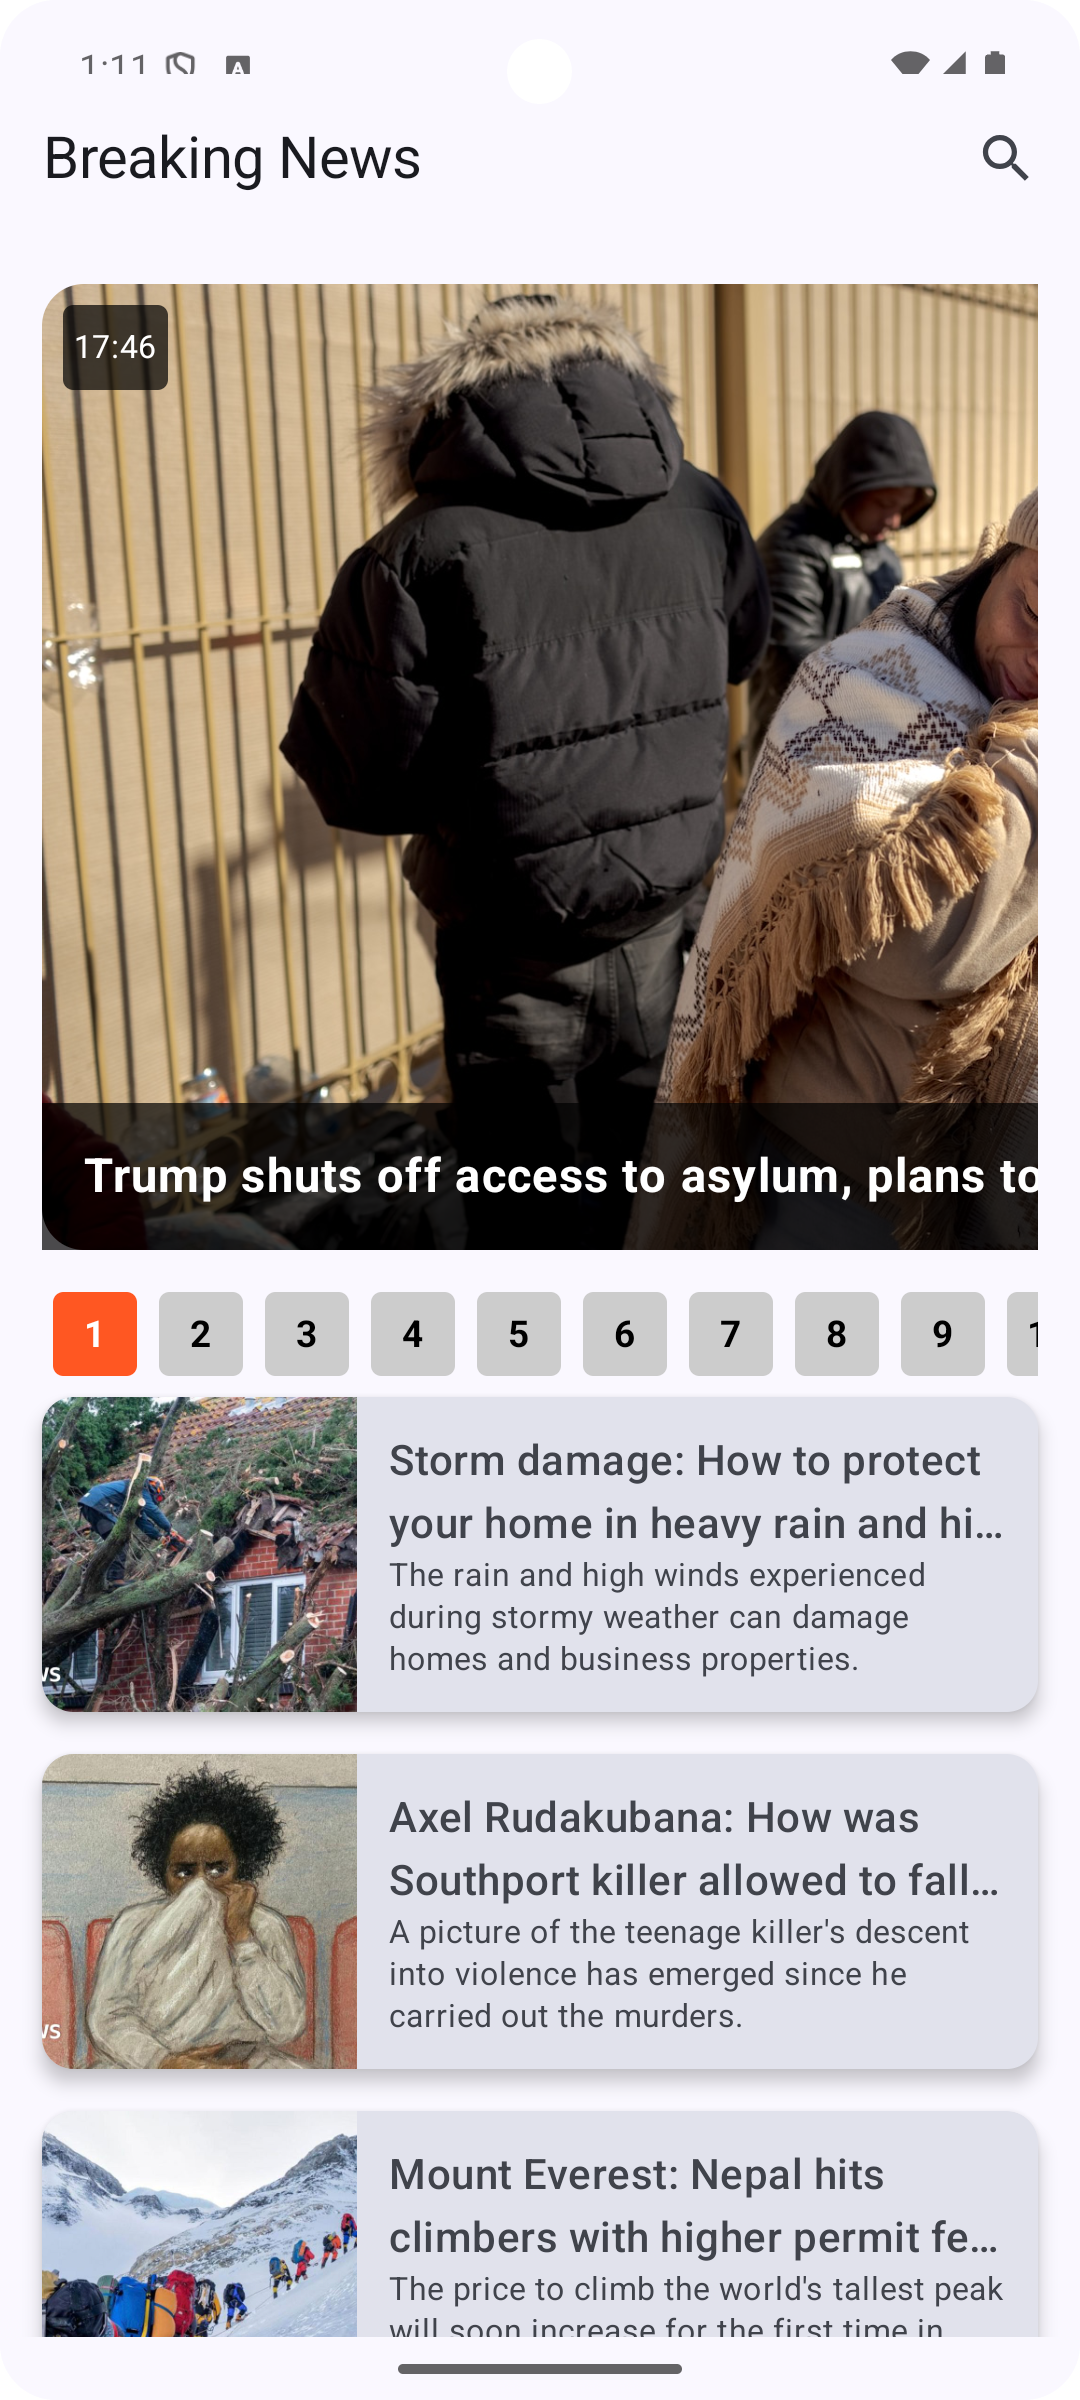 1:11
Breaking News
17:46
Trump shuts off access to asylum, plans to
1 2 3 4 5 6 7 8 9 1
Storm damage: How to protect
your home in heavy rain and hi...
The rain and high winds experienced
during stormy weather can damage
homes and business properties.
WS
Axel Rudakubana: How was
Southport killer allowed to fall...
A picture of the teenage killer's descent
into violence has emerged since he
carried out the murders.
WS
Mount Everest: Nepal hits
climbers with higher permit fe...
The price to climb the world's tallest peak
will soon increase for the first time in